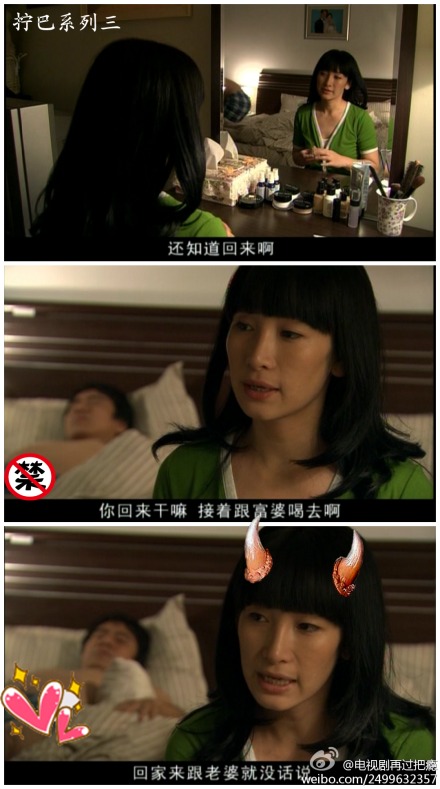 拧巴系列三
还知道回来啊
你回来干嘛 接着跟富婆喝去啊
禁
回家来跟老婆就没话说
@电视剧再过把瘾
weibo.com/2499632357